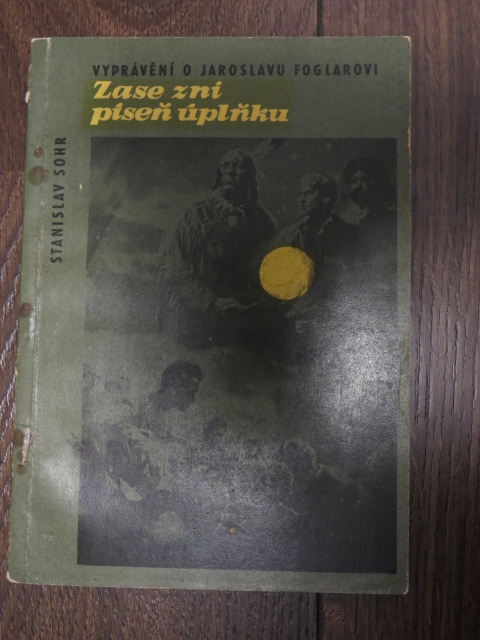 VYPRÁVĚNÍ O JAROSLAVU FOGLAROVI
Zase zní
píseň úplňku
STANISLAV SOHR